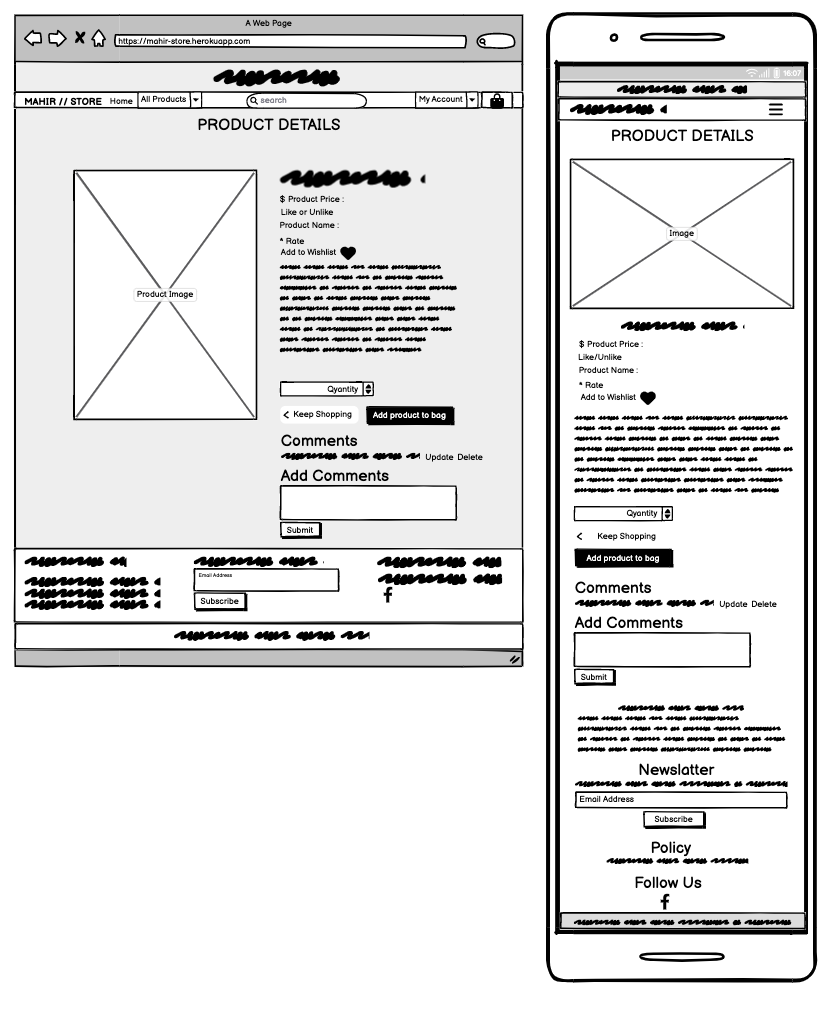 A Web Page
https://mahir-store.herokuapp.com
MAHIR // STORE Home All Products search My Account
PRODUCT DETAILS
Product Image
$ Product Price :
Like or Unlike
Product Name :
* Rate
Add to Wishlist
Qyantity
< Keep Shopping Add product to bag
Comments
Update Delete
Add Comments
Submit
Email Address
Subscribe
16:07
PRODUCT DETAILS
Image
$ Product Price :
Like/Unlike
Product Name :
* Rate
Add to Wishlist
Qyantity
< Keep Shopping
Add product to bag
Comments
Update Delete
Add Comments
Submit
Newslatter
Email Address
Subscribe
Policy
Follow Us